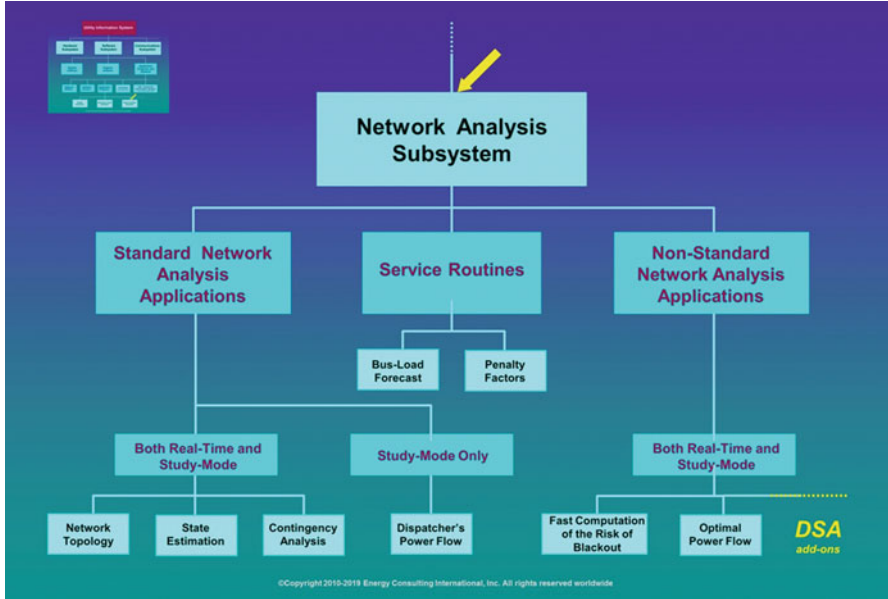 Utility Information System
Network Analysis
Subsystem
Standard Network
Analysis
Applications
Service Routines
Non-Standard
Network Analysis
Applications
Bus-Load
Forecast
Penalty
Factors
Both Real-Time and
Study-Mode
Study-Mode Only
Both Real-Time and
Study-Mode
Network
Topology
State
Estimation
Contingency
Analysis
Dispatcher's
Power Flow
Fast Computation
of the Risk of
Blackout
Optimal
Power Flow
DSA
add-ons
©Copyright 2010-2019 Energy Consulting International, Inc. All rights reserved worldwide